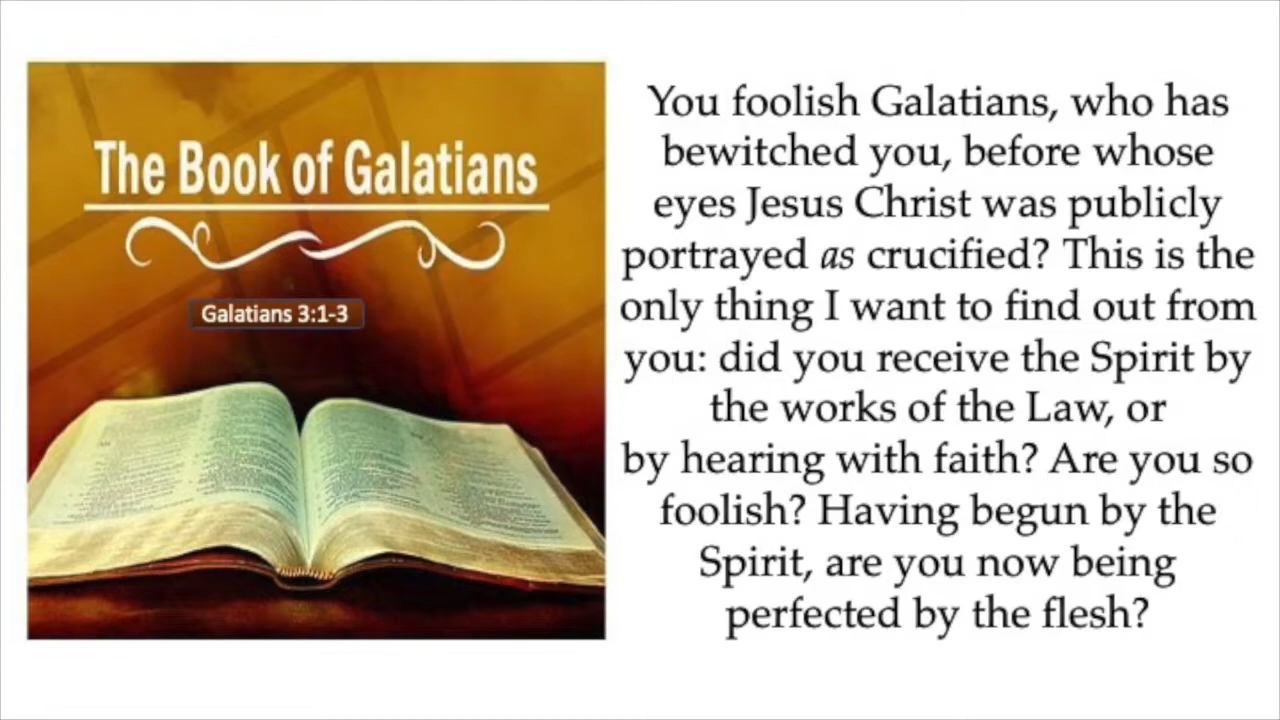 The Book of Galatians
Galatians 3:1-3
You foolish Galatians, who has
bewitched you, before whose
eyes Jesus Christ was publicly
portrayed as crucified? This is the
only thing I want to find out from
you: did you receive the Spirit by
the works of the Law, or
by hearing with faith? Are you so
foolish? Having begun by the
Spirit, are you now being
perfected by the flesh?